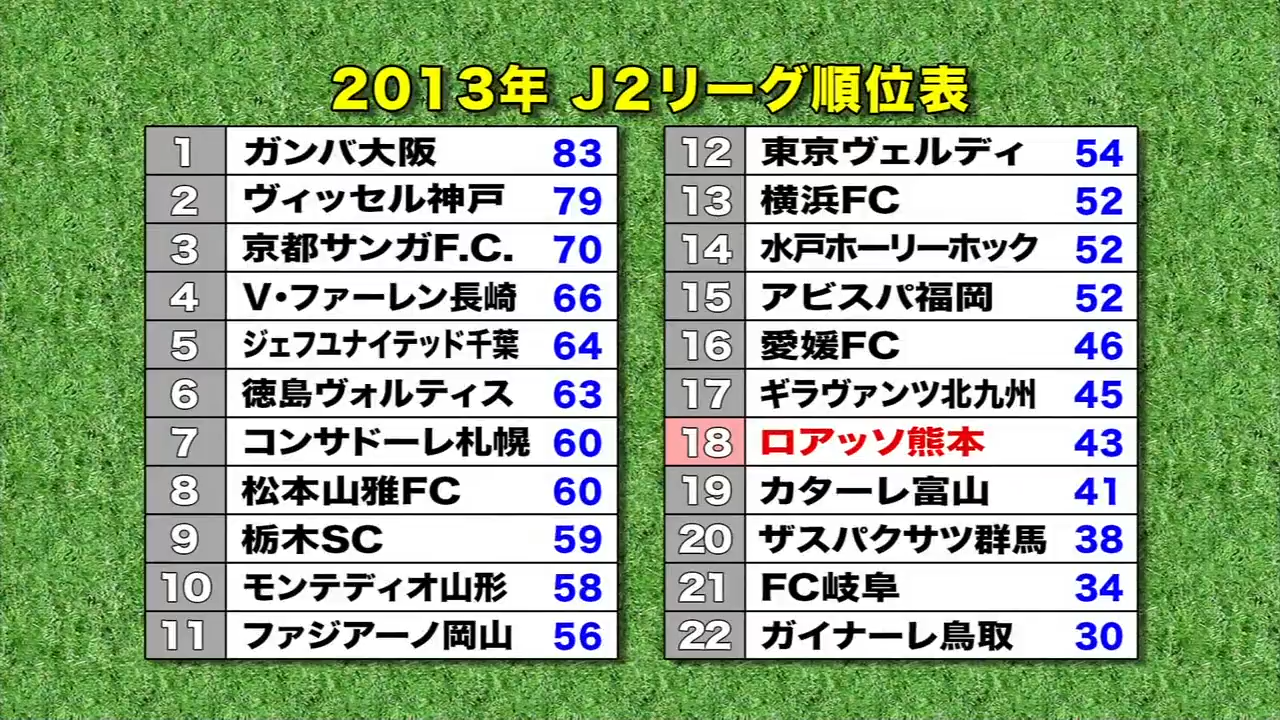 2013年 J2リーグ順位表
1 ガンバ大阪 83
2 ヴィッセル神戸 79
3 京都サンガF.C. 70
4 V・ファーレン長崎 66
5 ジェフユナイテッド千葉 64
6 徳島ヴォルティス 63
7 コンサドーレ札幌 60
8 松本山雅FC 60
9 栃木SC 59
10 モンテディオ山形 58
11 ファジアーノ岡山 56
12 東京ヴェルディ 54
13 横浜FC 52
14 水戸ホーリーホック 52
15 アビスパ福岡 52
16 愛媛FC 46
17 ギラヴァンツ北九州 45
18 ロアッソ熊本 43
19 カターレ富山 41
20 ザスパクサツ群馬 38
21 FC岐阜 34
22 ガイナーレ鳥取 30